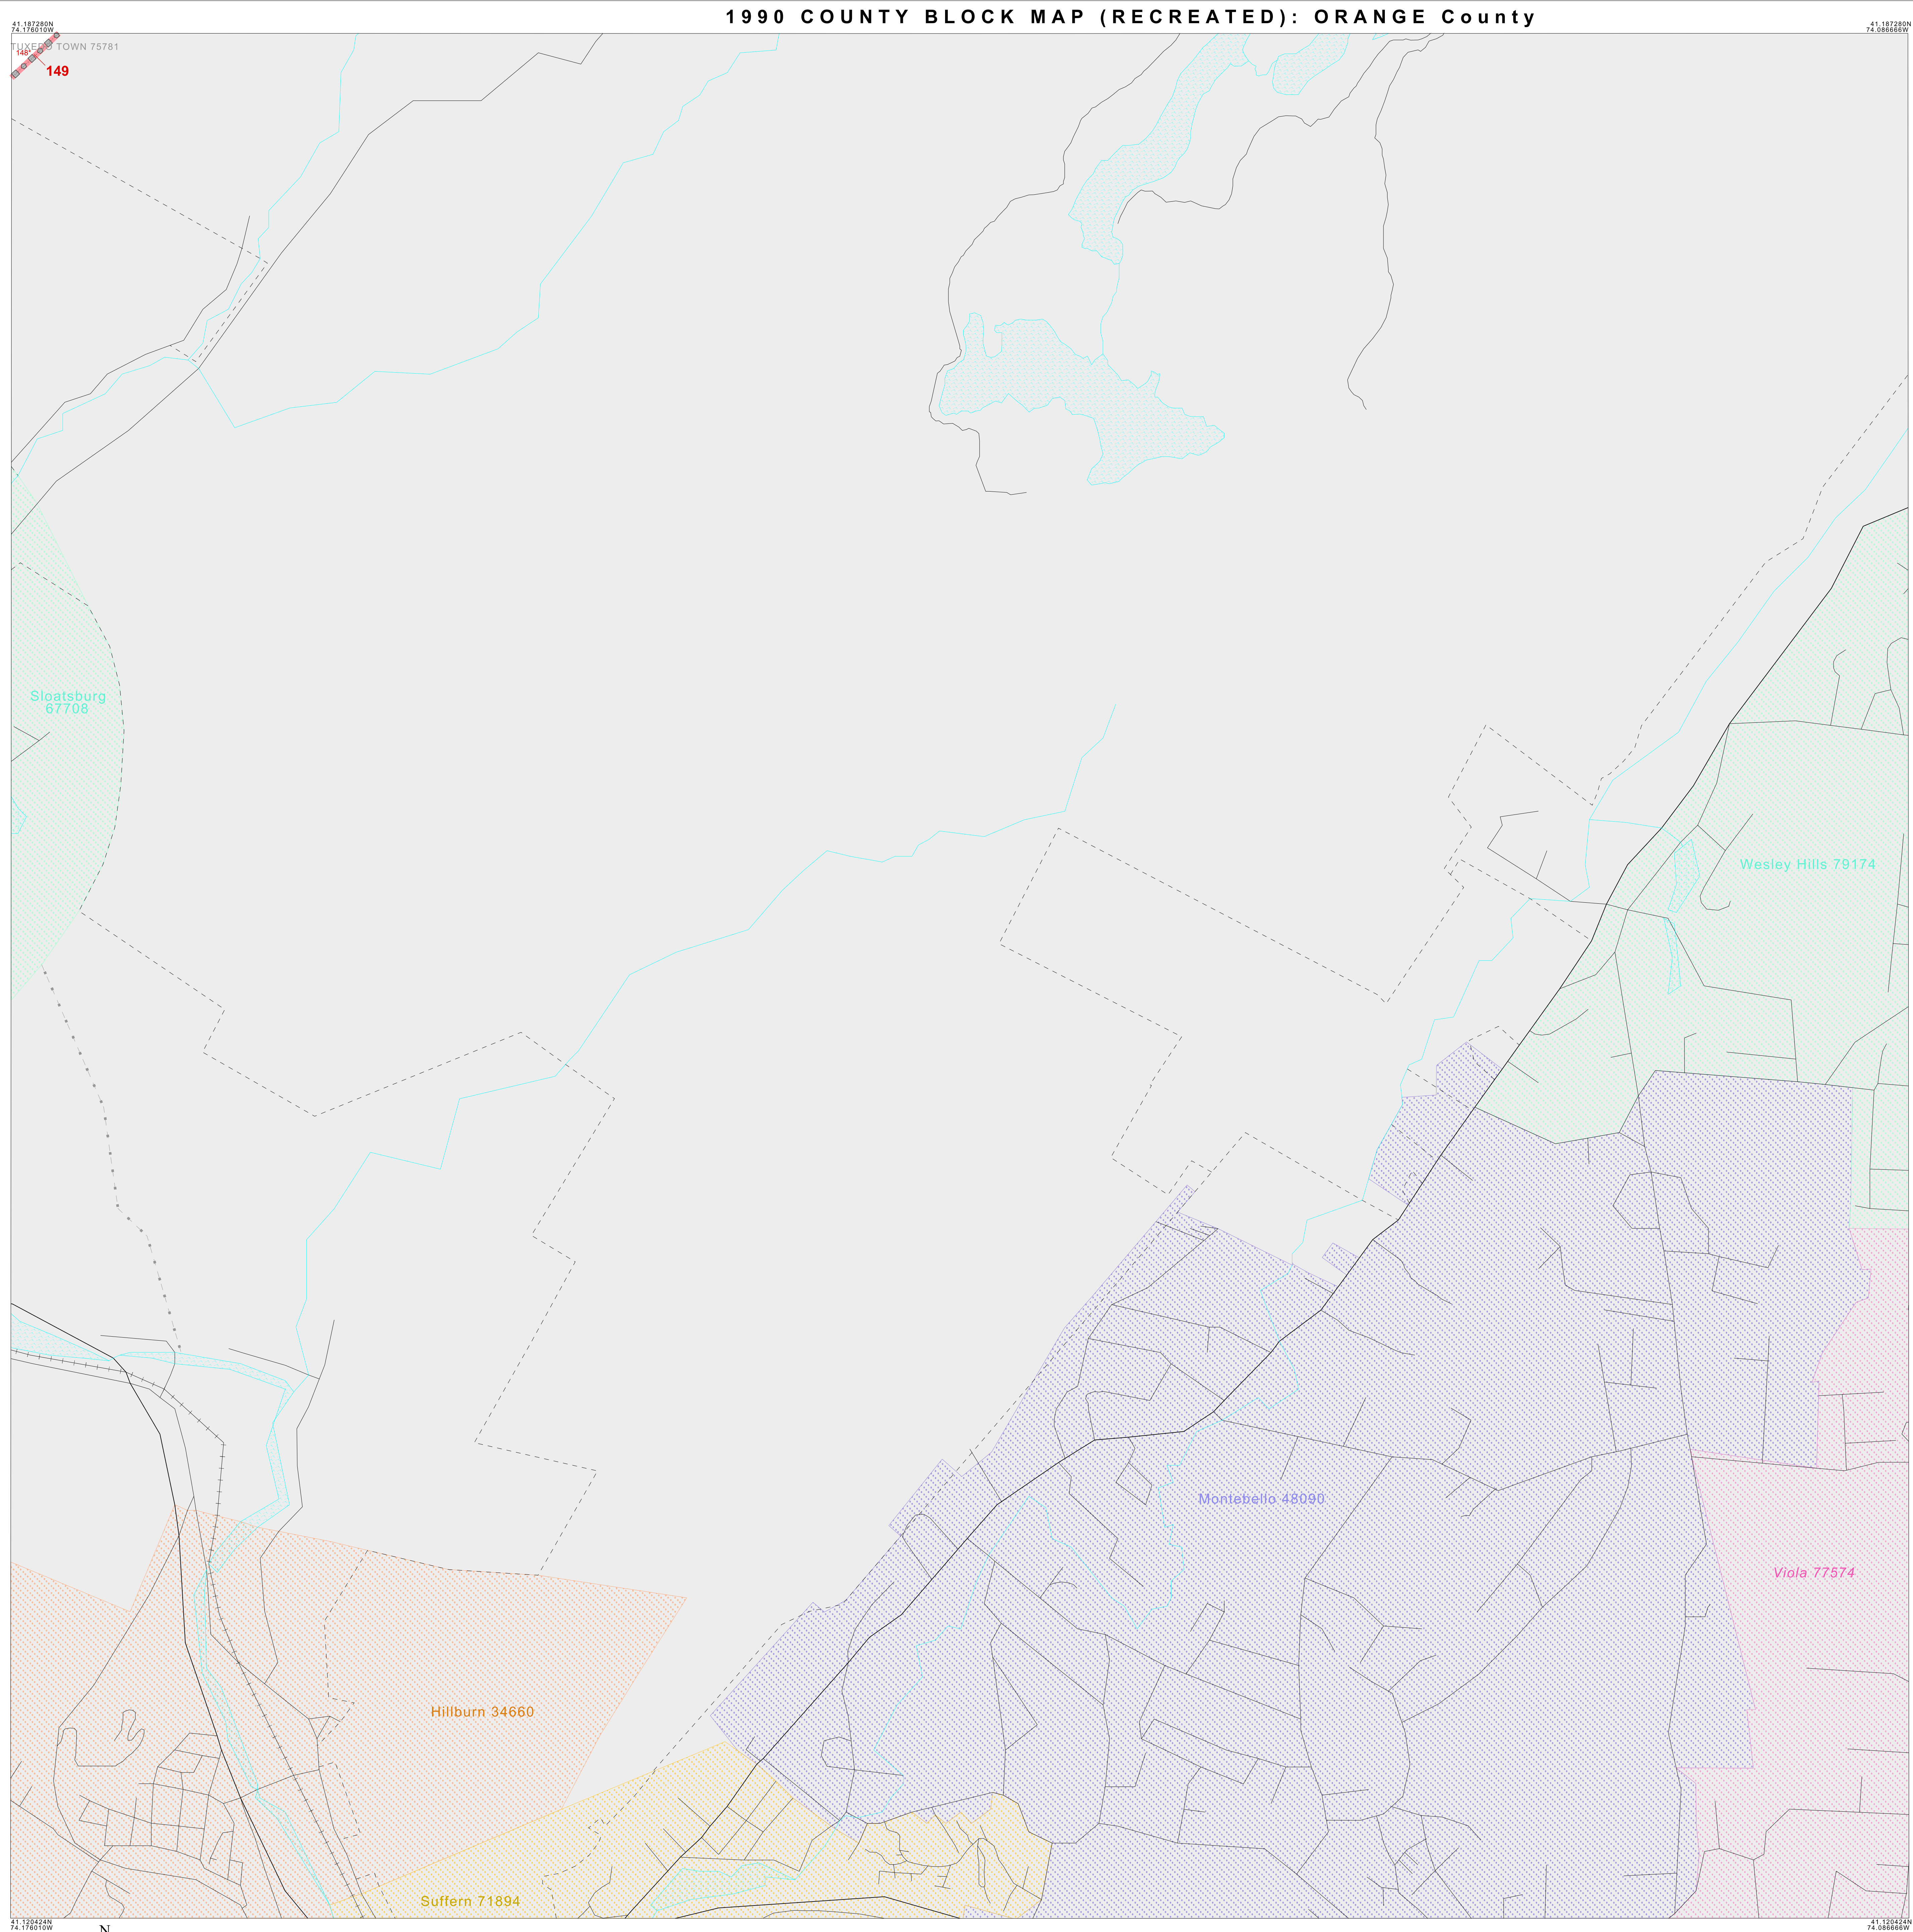 1990 COUNTY BLOCK MAP (RECREATED): ORANGE County
41.187280N
74.176010W
41.187280N
74.086666W
TUXEDO TOWN 75781
148
149
Sloatsburg
67708
Wesley Hills 79174
Montebello 48090
Viola 77574
Hillburn 34660
Suffern 71894
41.120424N
74.176010W
N
41.120424N
74.086666W